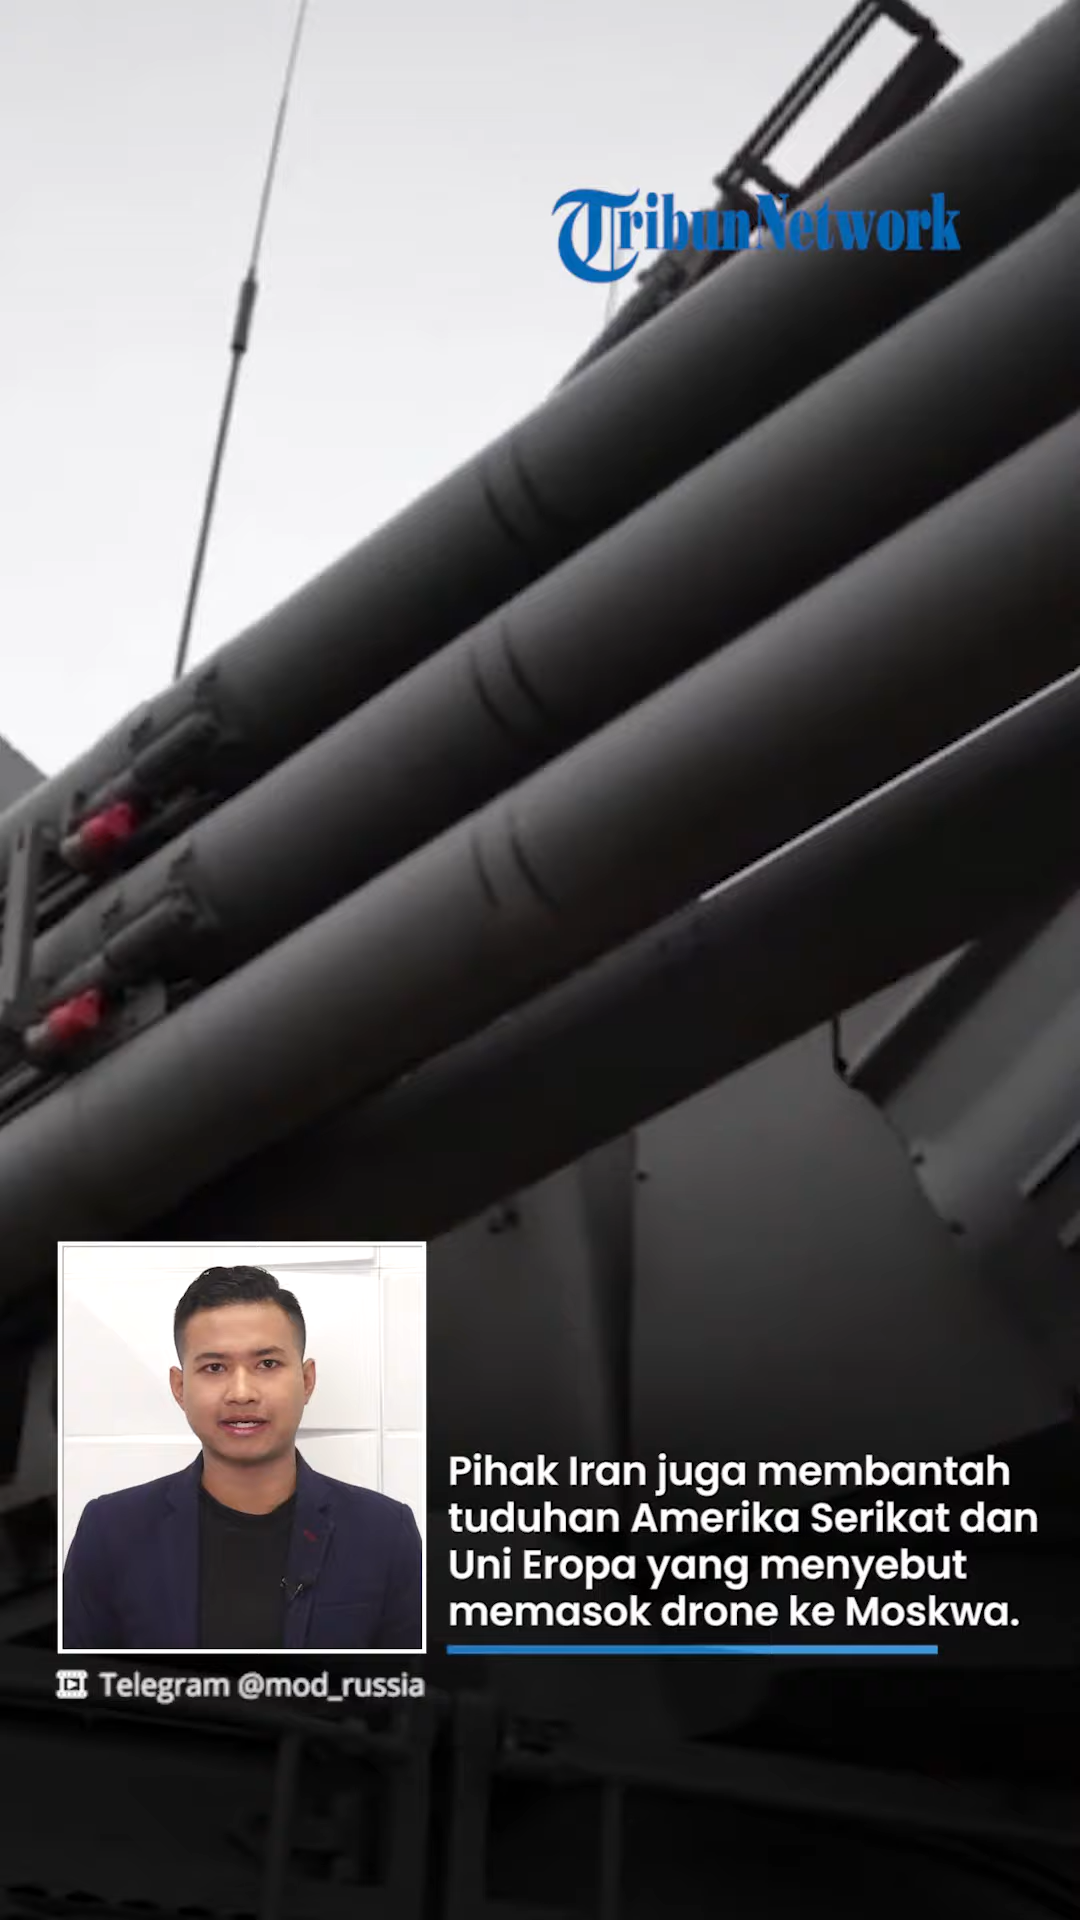 TribunNetwork
Pihak Iran juga membantah
tuduhan Amerika Serikat dan
Uni Eropa yang menyebut
memasok drone ke Moskwa.
Telegram @mod_russia